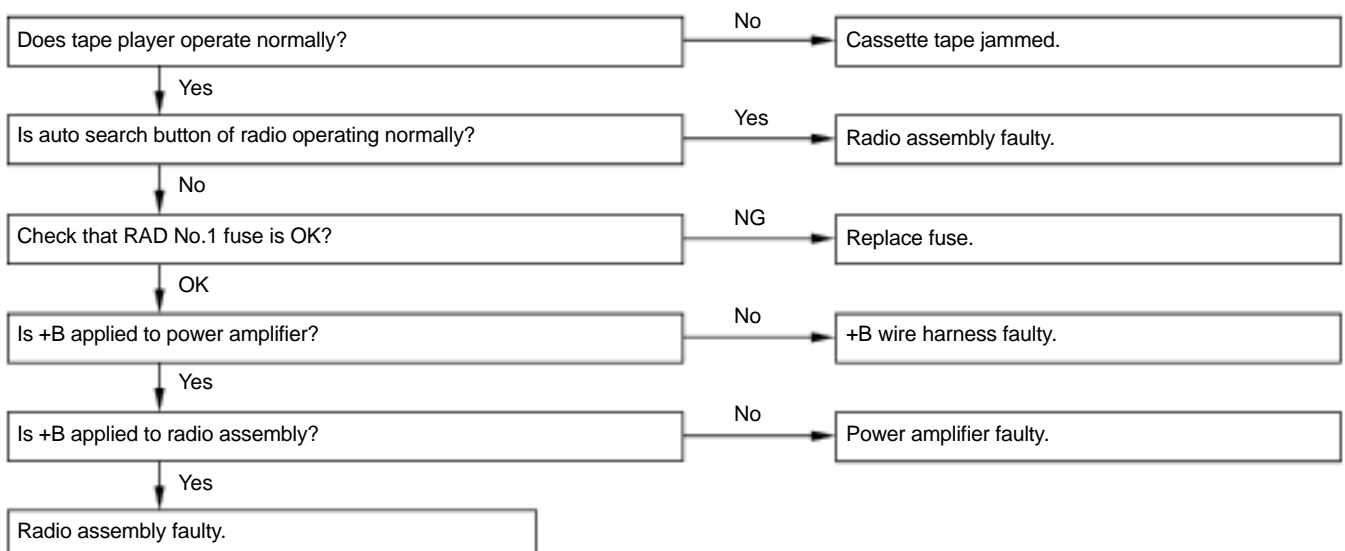 Does tape player operate normally?
No
Cassette tape jammed.
Yes
Is auto search button of radio operating normally?
Yes
Radio assembly faulty.
No
Check that RAD No.1 fuse is OK?
NG
Replace fuse.
OK
Is +B applied to power amplifier?
No
+B wire harness faulty.
Yes
Is +B applied to radio assembly?
No
Power amplifier faulty.
Yes
Radio assembly faulty.